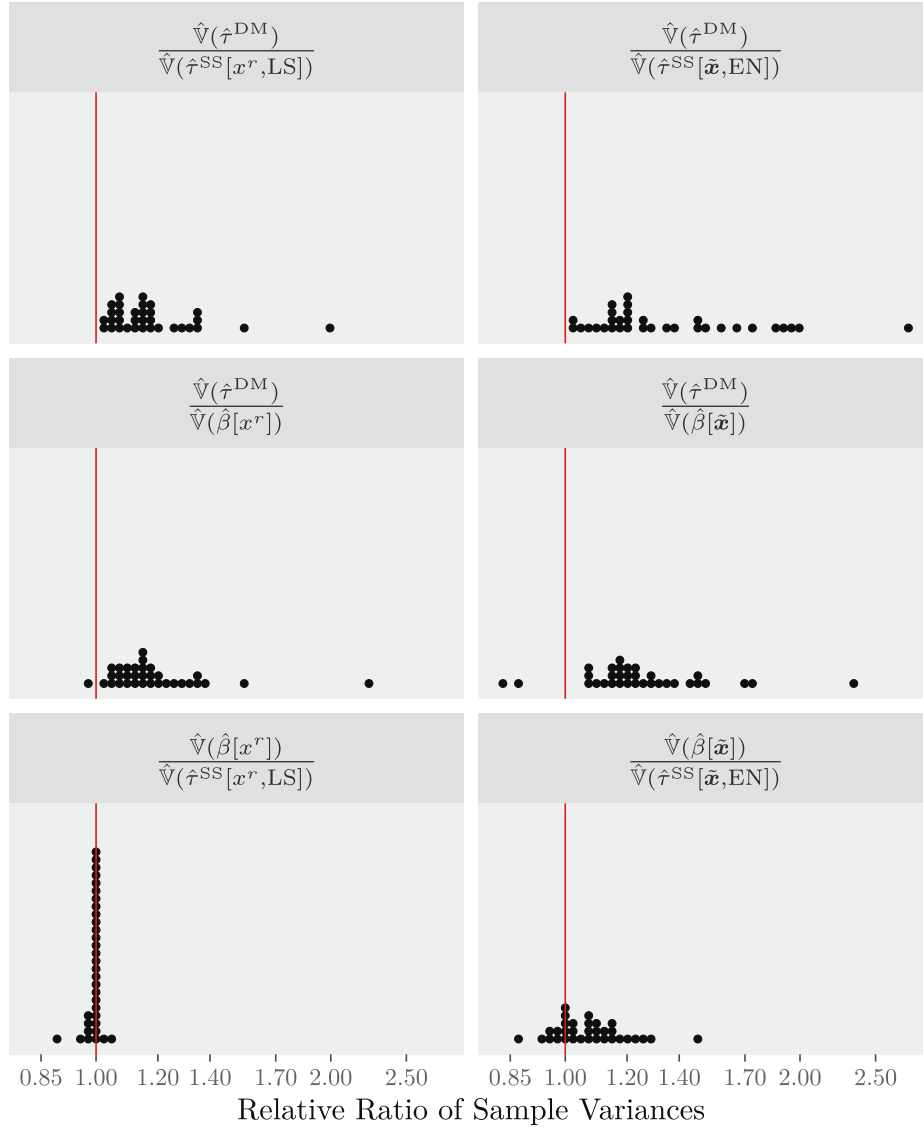 V̂(τ̂^DM) V̂(τ̂^DM)
V̂(τ̂^SS[x^r,LS]) V̂(τ̂^SS[x̃,EN])
V̂(τ̂^DM) V̂(τ̂^DM)
V̂(β̂[x^r]) V̂(β̂[x̃])
V̂(β̂[x^r]) V̂(β̂[x̃])
V̂(τ̂^SS[x^r,LS]) V̂(τ̂^SS[x̃,EN])
0.85 1.00 1.20 1.40 1.70 2.00 2.50 0.85 1.00 1.20 1.40 1.70 2.00 2.50
Relative Ratio of Sample Variances